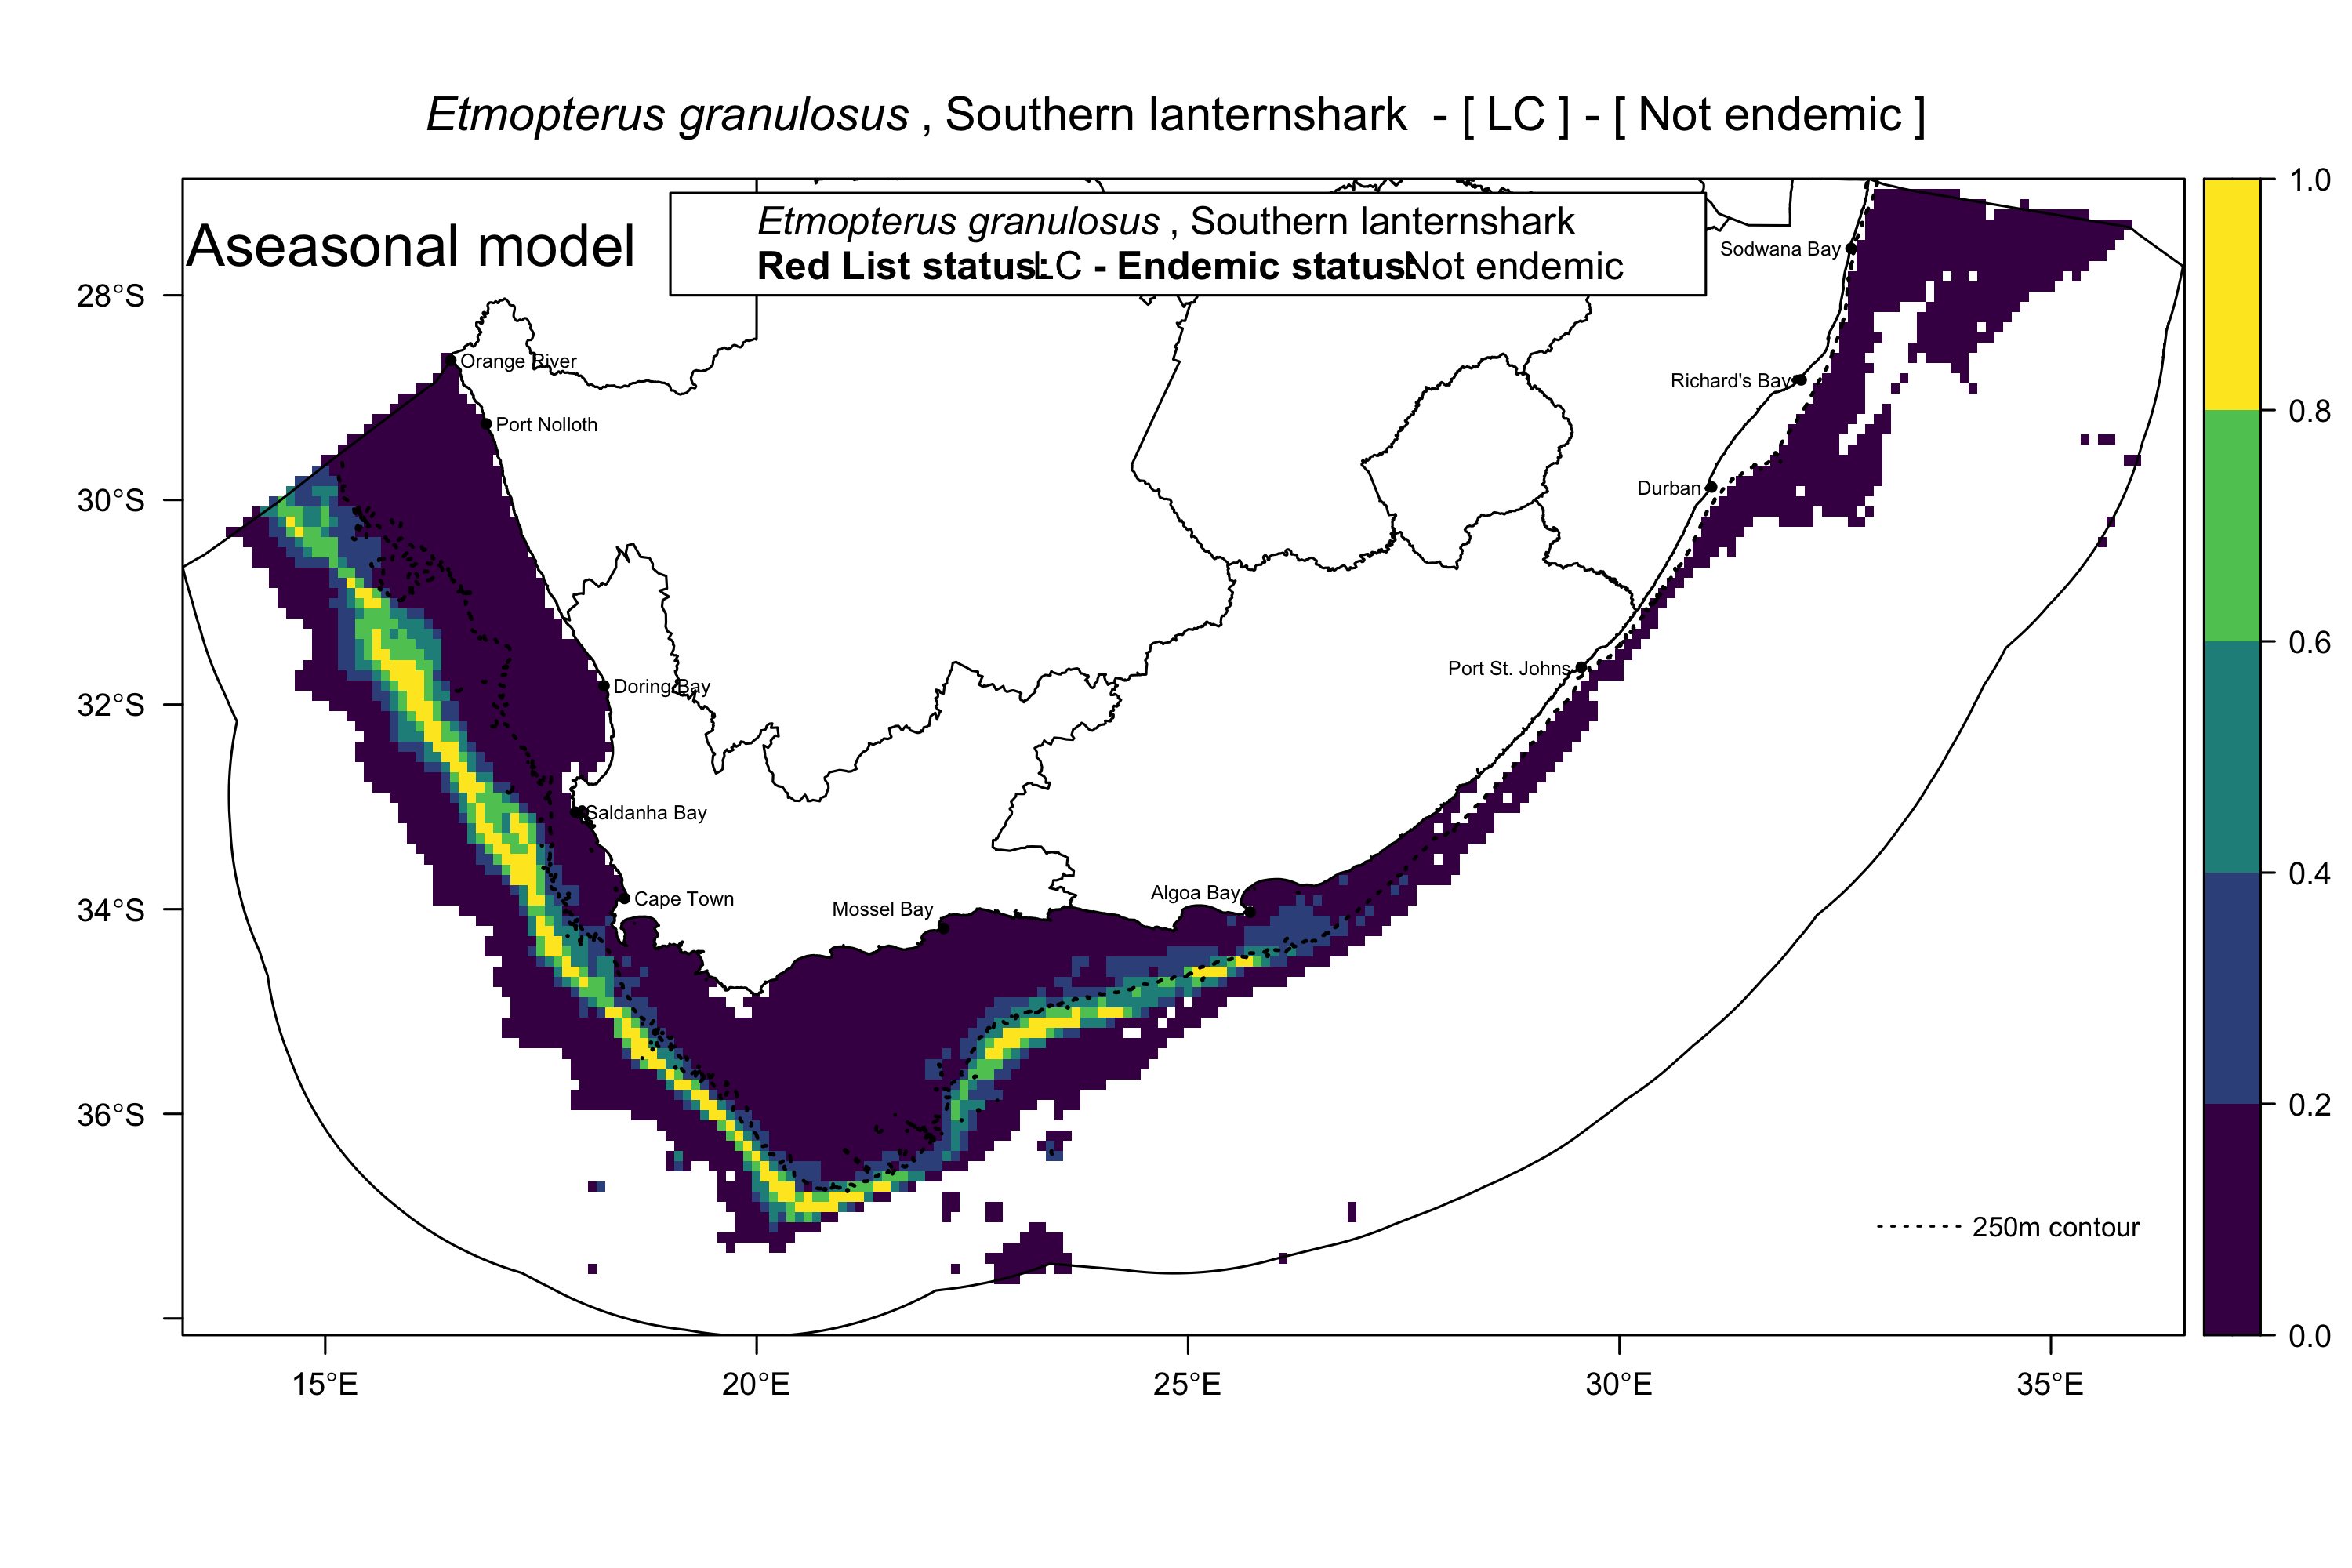 Etmopterus granulosus , Southern lanternshark - [ LC ] - [ Not endemic ]
Aseasonal model
Etmopterus granulosus , Southern lanternshark
Red List status: LC - Endemic status: Not endemic
1.0
0.8
0.6
0.4
0.2
0.0
28°S
30°S
32°S
34°S
36°S
Sodwana Bay
Orange River
Richard's Bay
Port Nolloth
Durban
Port St. Johns
Doring Bay
Saldanha Bay
Cape Town
Mossel Bay
Algoa Bay
250m contour
15°E
20°E
25°E
30°E
35°E